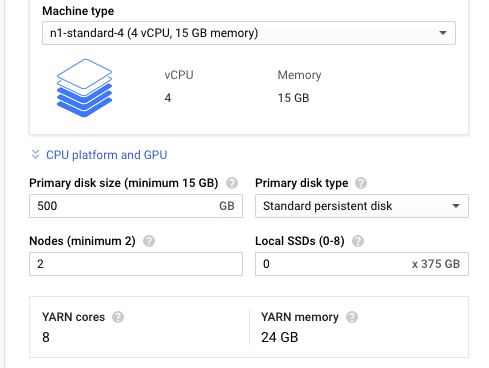 Machine type
n1-standard-4 (4 vCPU, 15 GB memory)
vCPU Memory
4 15 GB
CPU platform and GPU
Primary disk size (minimum 15 GB) ? Primary disk type ?
500 GB Standard persistent disk
Nodes (minimum 2) ? Local SSDs (0-8) ?
2 0 x 375 GB
YARN cores ? YARN memory ?
8 24 GB